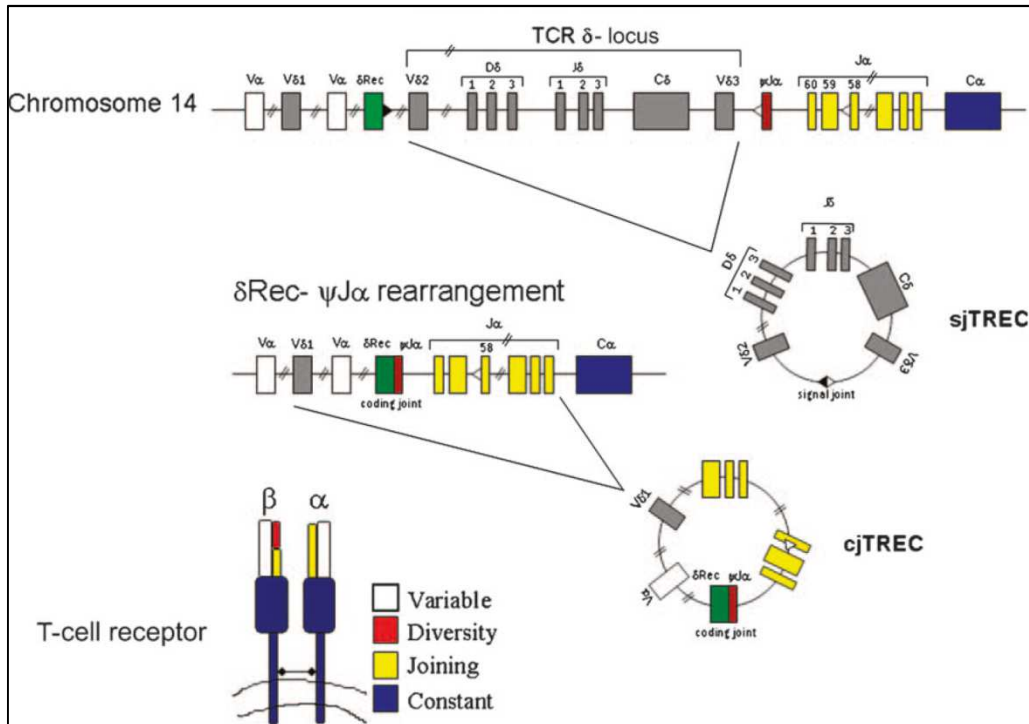 TCR δ- locus
Vα Vδ1 Vα δRec Vδ2 Dδ Jδ Cδ Vδ3 ψJα Jα Cα
1 2 3 1 2 3 60 59 58
Chromosome 14
Jδ
1 2 3
Dδ
1 2 3
Cδ
Vδ2
Vδ3
signal joint
sjTREC
δRec- ψJα rearrangement
Jα
Vα Vδ1 Vα δRec ψJα 58 Cα
coding joint
Vδ1
Vα
δRec ψJα
coding joint
cjTREC
β α
T-cell receptor
Variable
Diversity
Joining
Constant